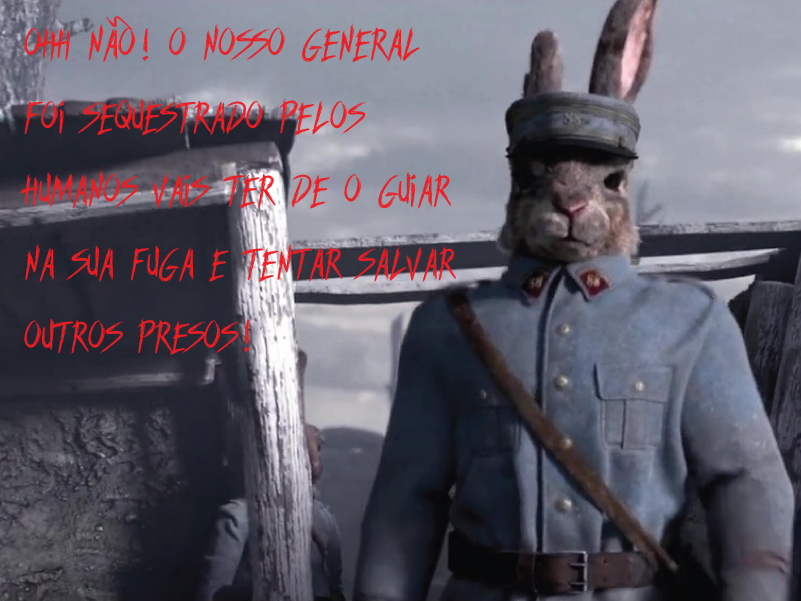 OHH NÃO! O NOSSO GENERAL
FOI SEQUESTRADO PELOS
HUMANOS VAIS TER DE O GUIAR
NA SUA FUGA E TENTAR SALVAR
OUTROS PRESOS!